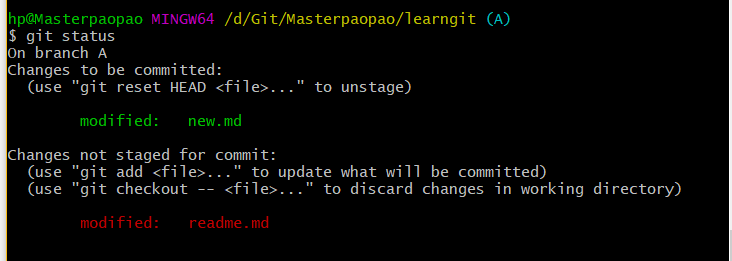 hp@Masterpaopao MINGW64 /d/Git/Masterpaopao/learngit (A)
$ git status
On branch A
Changes to be committed:
  (use "git reset HEAD <file>..." to unstage)
        modified:   new.md
Changes not staged for commit:
  (use "git add <file>..." to update what will be committed)
  (use "git checkout -- <file>..." to discard changes in working directory)
        modified:   readme.md